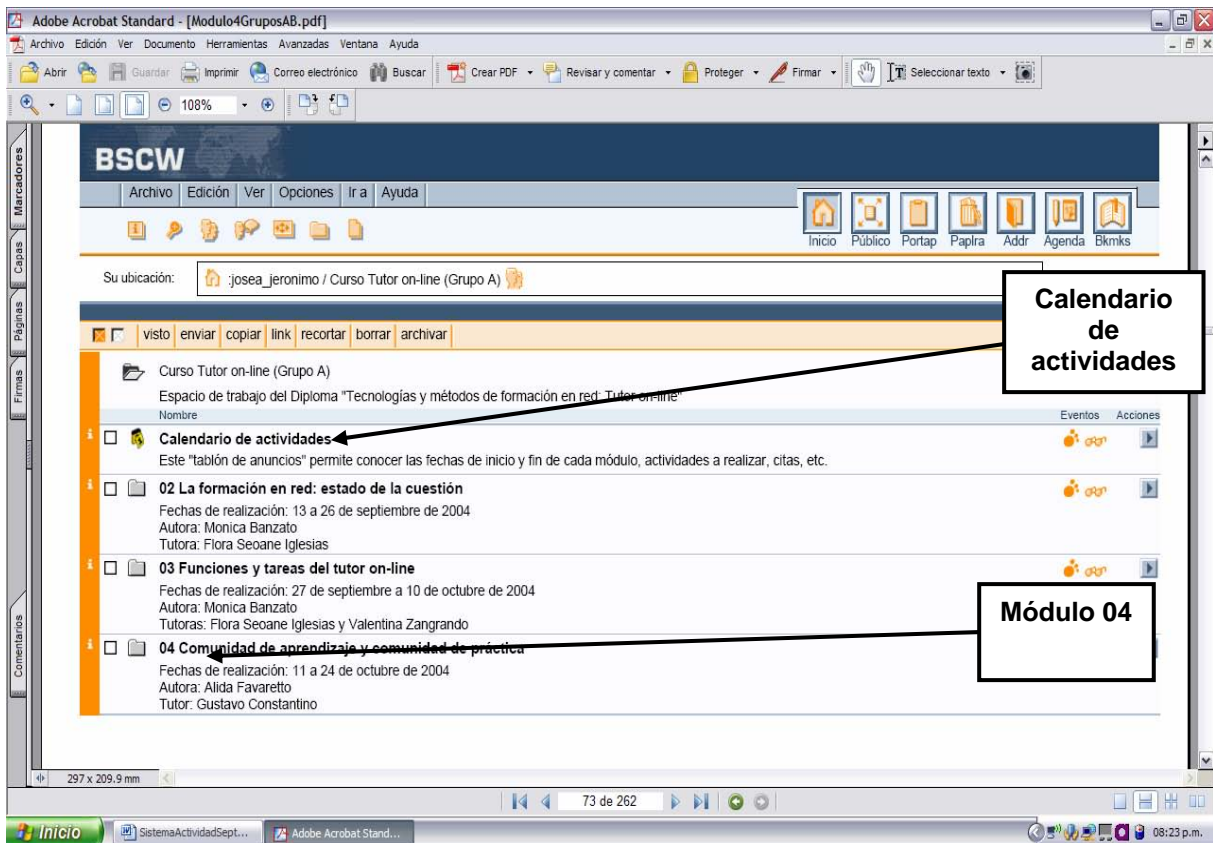 Adobe Acrobat Standard - [Modulo4GruposAB.pdf]
Archivo Edición Ver Documento Herramientas Avanzadas Ventana Ayuda
Abrir Guardar Imprimir Correo electrónico Buscar Crear PDF Revisar y comentar Proteger Firmar Seleccionar texto
108%
Marcadores
Capas
Páginas
Firmas
Comentarios
BSCW
Archivo Edición Ver Opciones Ir a Ayuda
Inicio Público Portap Paplra Addr Agenda Bkmks
Su ubicación: :josea_jeronimo / Curso Tutor on-line (Grupo A)
Calendario
de
actividades
visto enviar copiar link recortar borrar archivar
Curso Tutor on-line (Grupo A)
Espacio de trabajo del Diploma "Tecnologías y métodos de formación en red: Tutor on-line"
Nombre Eventos Acciones
Calendario de actividades
Este "tablón de anuncios" permite conocer las fechas de inicio y fin de cada módulo, actividades a realizar, citas, etc.
02 La formación en red: estado de la cuestión
Fechas de realización: 13 a 26 de septiembre de 2004
Autora: Monica Banzato
Tutora: Flora Seoane Iglesias
03 Funciones y tareas del tutor on-line
Fechas de realización: 27 de septiembre a 10 de octubre de 2004
Autora: Monica Banzato
Tutoras: Flora Seoane Iglesias y Valentina Zangrando
Módulo 04
04 Comunidad de aprendizaje y comunidad de práctica
Fechas de realización: 11 a 24 de octubre de 2004
Autora: Alida Favaretto
Tutor: Gustavo Constantino
297 x 209.9 mm
73 de 262
Inicio SistemaActividadSept... Adobe Acrobat Stand... 08:23 p.m.